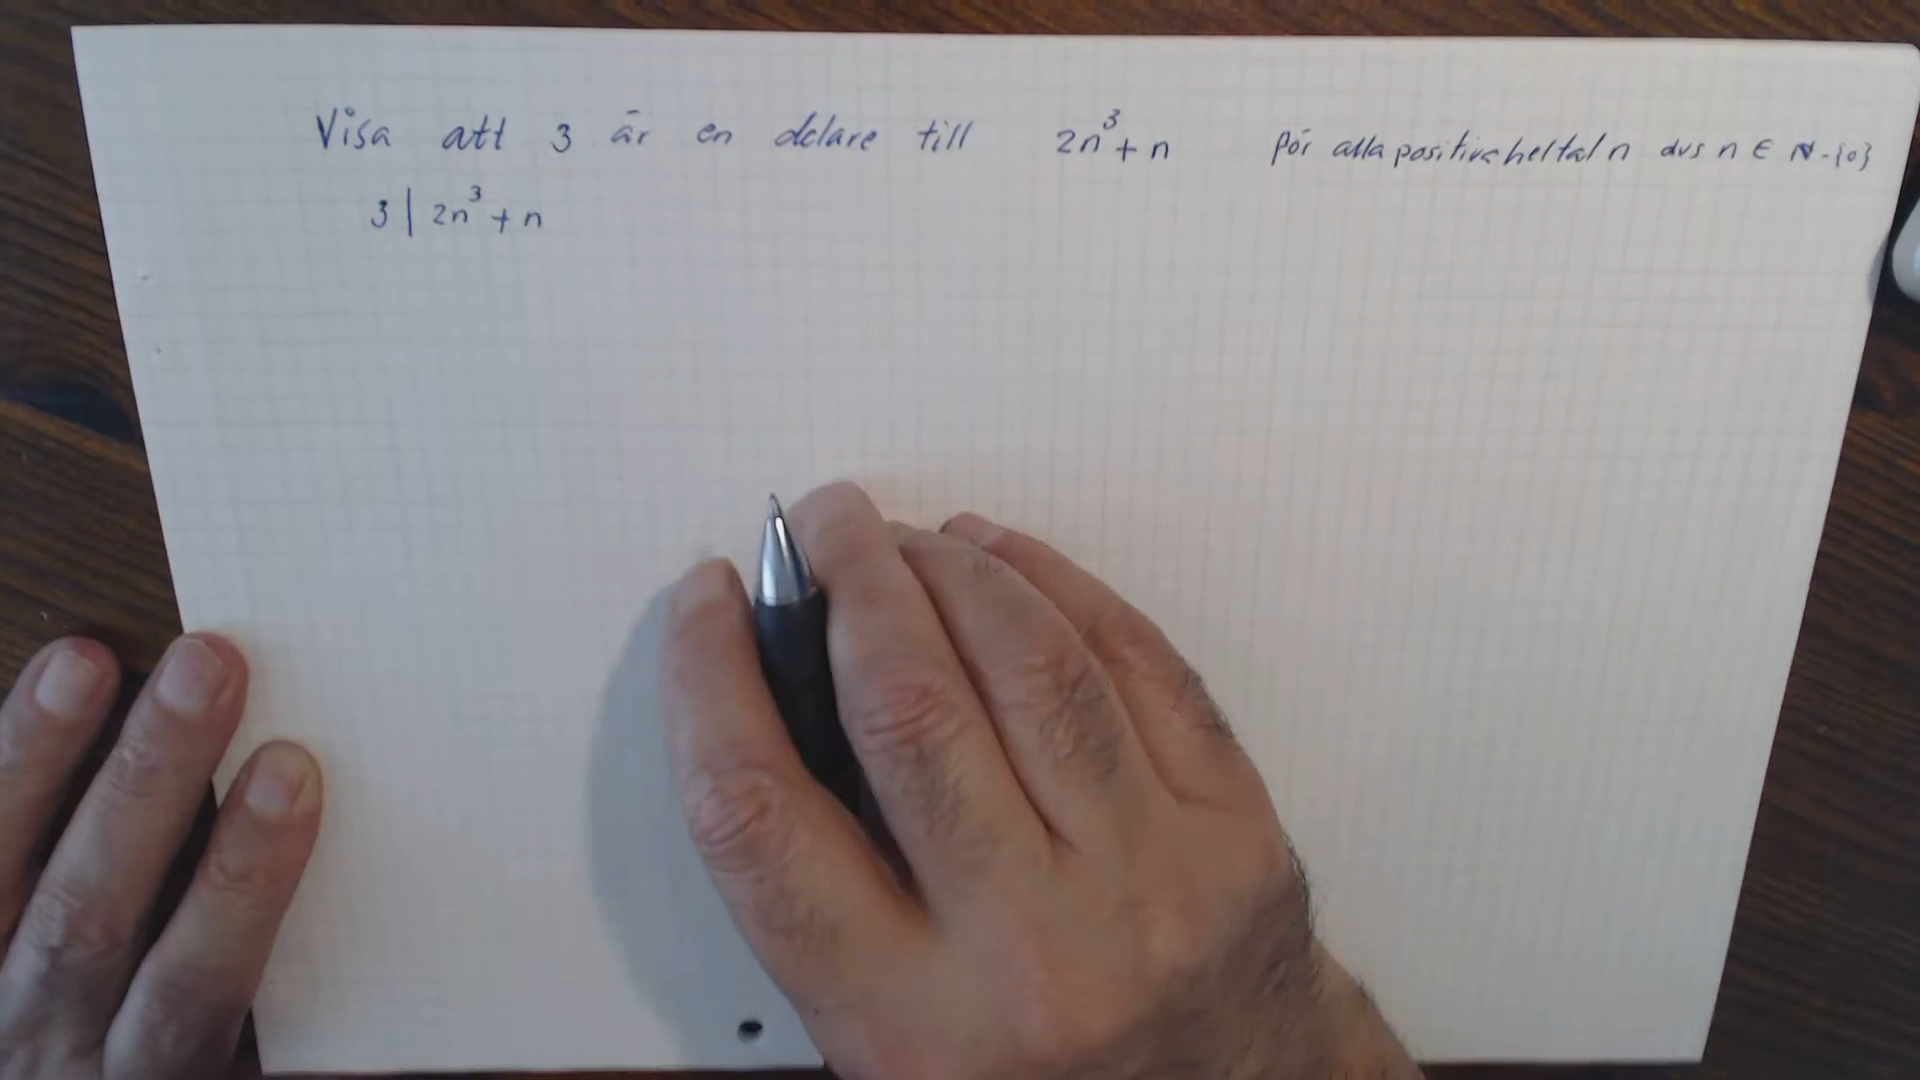 Visa att 3 är en delare till 2n³ + n för alla positiva heltal n dvs n ∈ ℕ-{0}
3 | 2n³ + n